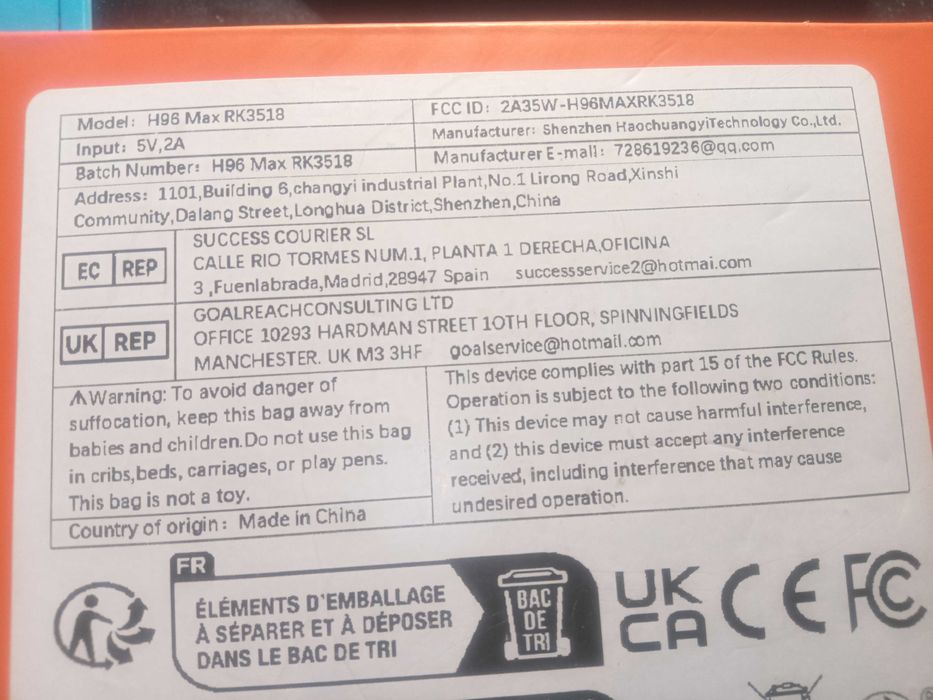 Model: H96 Max RK3518
FCC ID: 2A35W-H96MAXRK3518
Input: 5V,2A
Manufacturer: Shenzhen HaochuangyiTechnology Co.,Ltd.
Batch Number: H96 Max RK3518
Manufacturer E-mail: 728619236@qq.com
Address: 1101,Building 6,changyi industrial Plant,No.1 Lirong Road,Xinshi
Community,Dalang Street,Longhua District,Shenzhen,China
EC REP
SUCCESS COURIER SL
CALLE RIO TORMES NUM.1, PLANTA 1 DERECHA,OFICINA
3 ,Fuenlabrada,Madrid,28947 Spain successservice2@hotmai.com
UK REP
GOALREACHCONSULTING LTD
OFFICE 10293 HARDMAN STREET 10TH FLOOR, SPINNINGFIELDS
MANCHESTER. UK M3 3HF goalservice@hotmail.com
⚠Warning: To avoid danger of
suffocation, keep this bag away from
babies and children.Do not use this bag
in cribs,beds, carriages, or play pens.
This bag is not a toy.
Country of origin: Made in China
This device complies with part 15 of the FCC Rules.
Operation is subject to the following two conditions:
(1) This device may not cause harmful interference,
and (2) this device must accept any interference
received, including interference that may cause
undesired operation.
FR
ÉLÉMENTS D'EMBALLAGE
À SÉPARER ET À DÉPOSER
DANS LE BAC DE TRI
BAC
DE
TRI
UK
CA
CE
FC